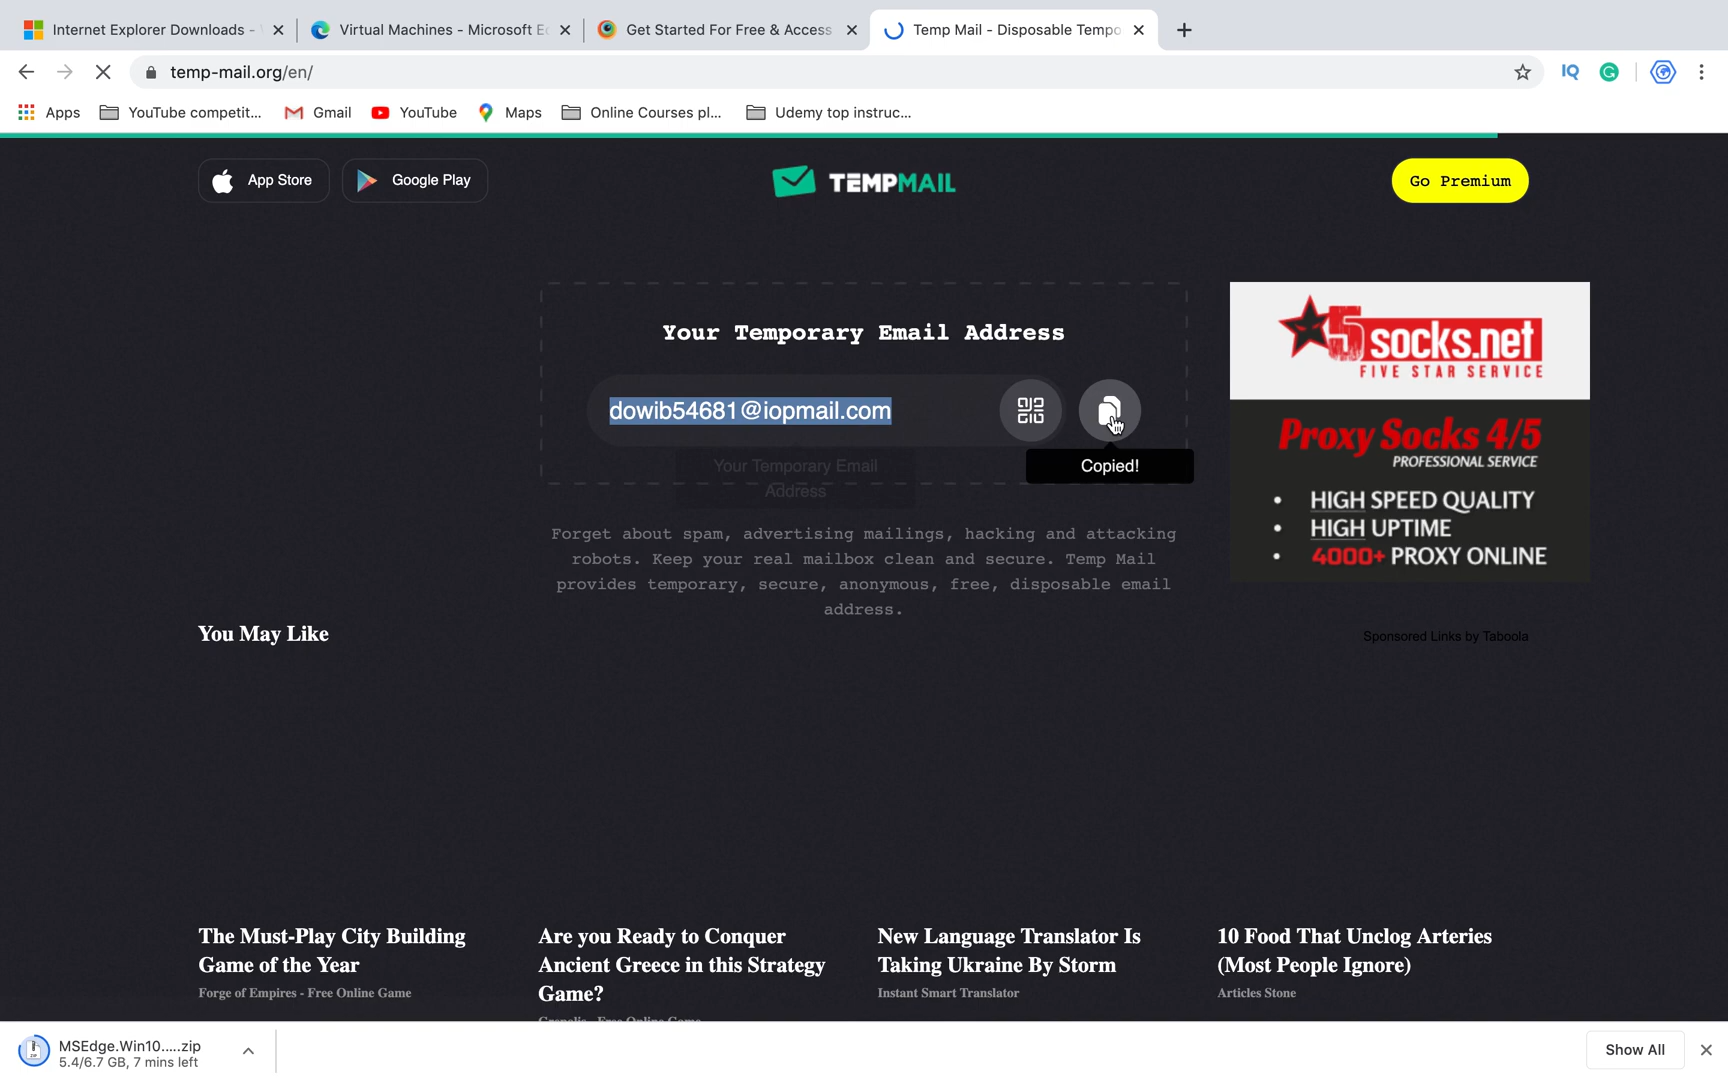 Internet Explorer Downloads -
Virtual Machines - Microsoft Ed
Get Started For Free & Access
Temp Mail - Disposable Tempo
temp-mail.org/en/
IQ
Apps
YouTube competit...
Gmail
YouTube
Maps
Online Courses pl...
Udemy top instruc...
App Store
Google Play
TEMPMAIL
Go Premium
Your Temporary Email Address
dowib54681@iopmail.com
Copied!
Your Temporary Email
Address
Forget about spam, advertising mailings, hacking and attacking
robots. Keep your real mailbox clean and secure. Temp Mail
provides temporary, secure, anonymous, free, disposable email
address.
5socks.net
FIVE STAR SERVICE
Proxy Socks 4/5
PROFESSIONAL SERVICE
• HIGH SPEED QUALITY
• HIGH UPTIME
• 4000+ PROXY ONLINE
You May Like
Sponsored Links by Taboola
The Must-Play City Building
Game of the Year
Forge of Empires - Free Online Game
Are you Ready to Conquer
Ancient Greece in this Strategy
Game?
Grepolis - Free Online Game
New Language Translator Is
Taking Ukraine By Storm
Instant Smart Translator
10 Food That Unclog Arteries
(Most People Ignore)
Articles Stone
MSEdge.Win10.....zip
5.4/6.7 GB, 7 mins left
Show All